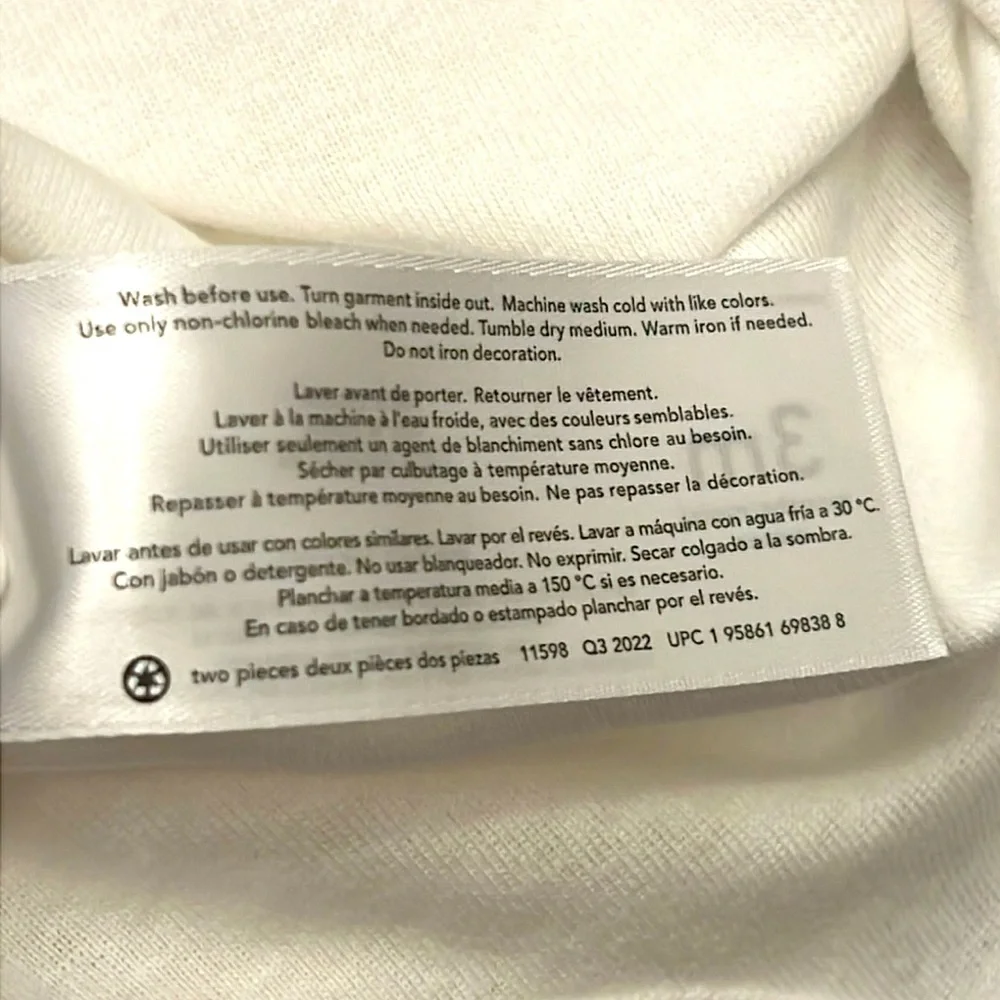 Wash before use. Turn garment inside out. Machine wash cold with like colors.
Use only non-chlorine bleach when needed. Tumble dry medium. Warm iron if needed.
Do not iron decoration.
Laver avant de porter. Retourner le vêtement.
Laver à la machine à l'eau froide, avec des couleurs semblables.
Utiliser seulement un agent de blanchiment sans chlore au besoin.
Sécher par culbutage à température moyenne.
Repasser à température moyenne au besoin. Ne pas repasser la décoration.
Lavar antes de usar con colores similares. Lavar por el revés. Lavar a máquina con agua fría a 30 °C.
Con jabón o detergente. No usar blanqueador. No exprimir. Secar colgado a la sombra.
Planchar a temperatura media a 150 °C si es necesario.
En caso de tener bordado o estampado planchar por el revés.
two pieces deux pièces dos piezas 11598 Q3 2022 UPC 1 95861 69838 8